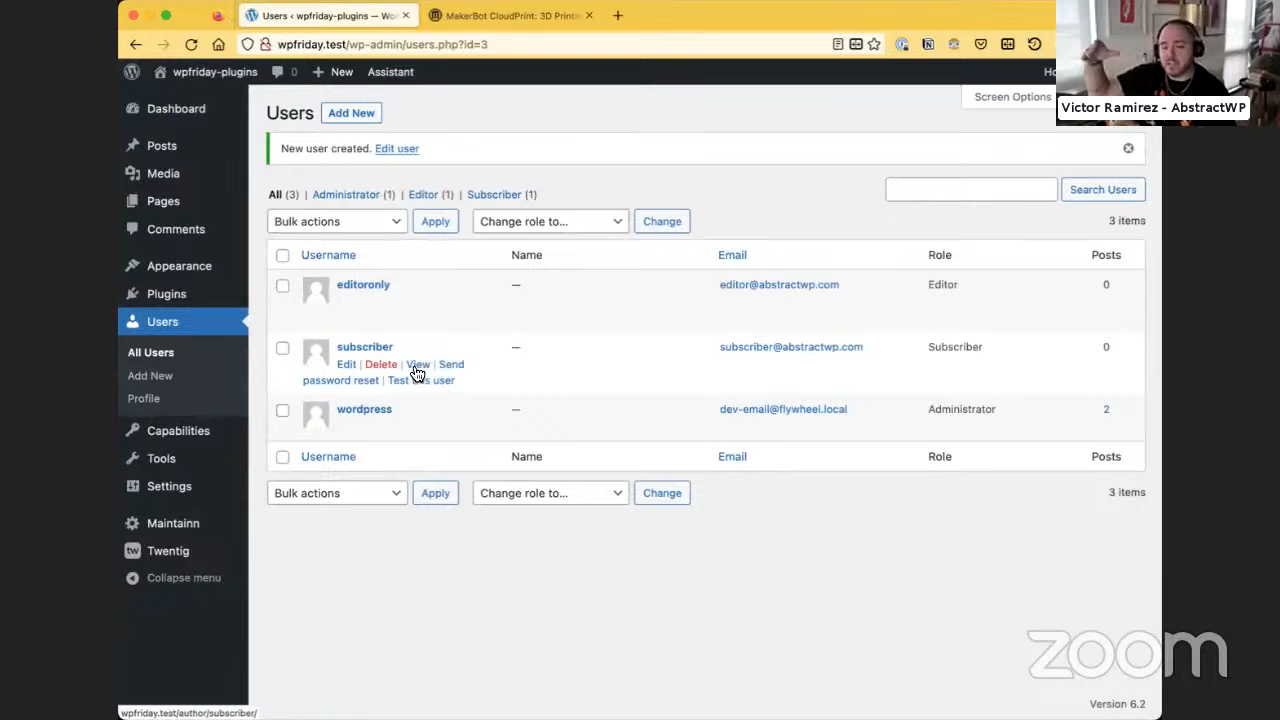 Users ‹ wpfriday-plugins — Wo
MakerBot CloudPrint: 3D Printi
wpfriday.test/wp-admin/users.php?id=3
wpfriday-plugins 0 New Assistant
Victor Ramirez - AbstractWP
Dashboard
Posts
Media
Pages
Comments
Appearance
Plugins
Users
All Users
Add New
Profile
Capabilities
Tools
Settings
Maintainn
tw Twentig
Collapse menu
Screen Options
Users Add New
New user created. Edit user
All (3) | Administrator (1) | Editor (1) | Subscriber (1)
Search Users
Bulk actions Apply Change role to... Change 3 items
Username Name Email Role Posts
editoronly — editor@abstractwp.com Editor 0
subscriber — subscriber@abstractwp.com Subscriber 0
Edit | Delete | View | Send
password reset | Test this user
wordpress — dev-email@flywheel.local Administrator 2
Username Name Email Role Posts
Bulk actions Apply Change role to... Change 3 items
zoom
Version 6.2
wpfriday.test/author/subscriber/